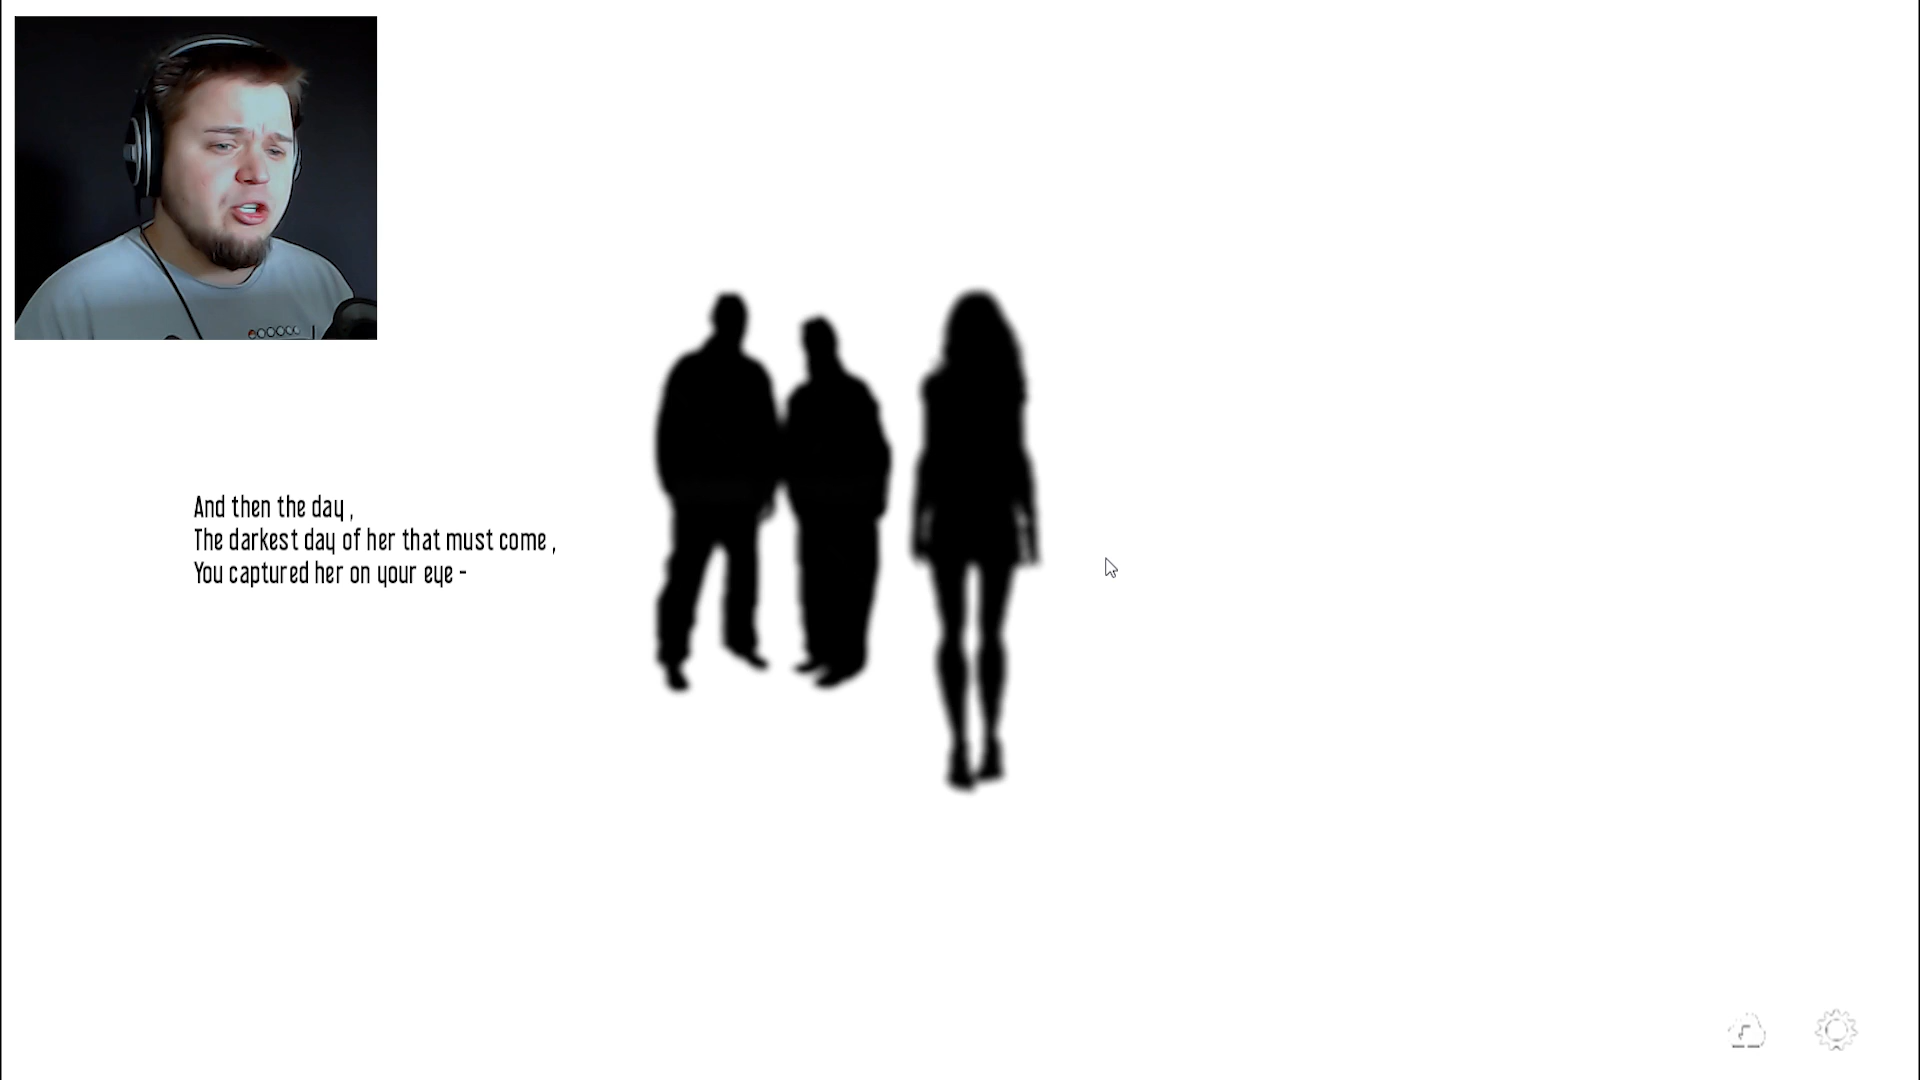 And then the day ,
The darkest day of her that must come ,
You captured her on your eye -